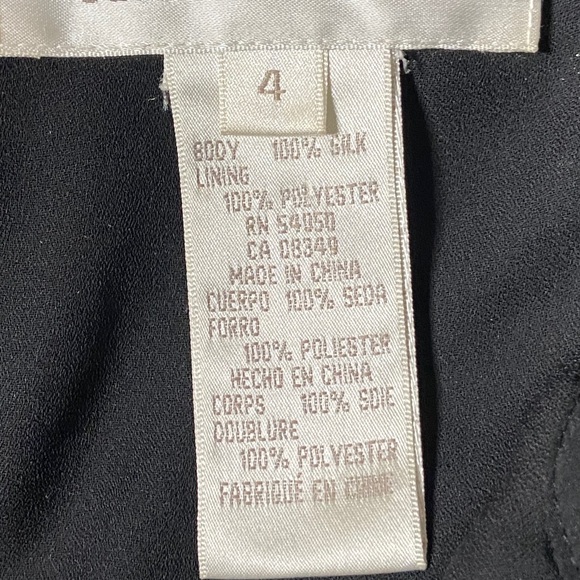 4
BODY 100% SILK
LINING
100% POLYESTER
RN 54050
CA 08349
MADE IN CHINA
CUERPO 100% SEDA
FORRO
100% POLIESTER
HECHO EN CHINA
CORPS 100% SOIE
DOUBLURE
100% POLYESTER
FABRIQUÉ EN CHINE